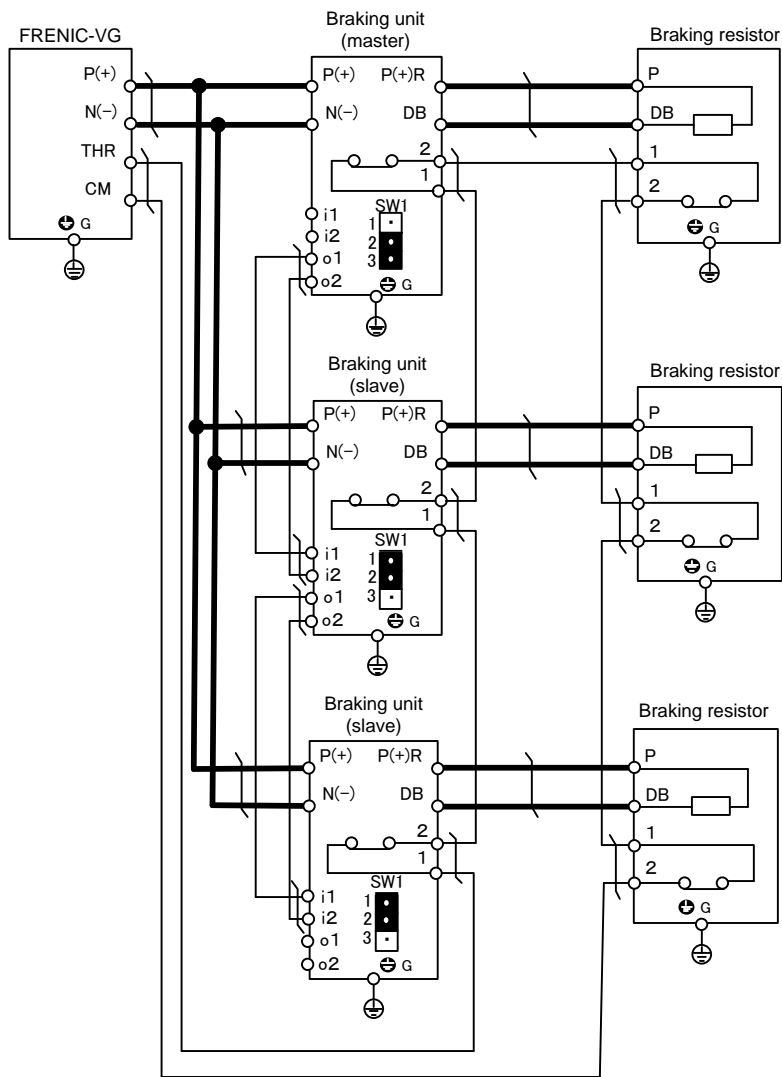 FRENIC-VG
P(+)
N(−)
THR
CM
G
Braking unit
(master)
P(+) P(+)R
N(−) DB
2
1
i1
i2
o1
o2
SW1
1
2
3
G
Braking resistor
P
DB
1
2
G
Braking unit
(slave)
P(+) P(+)R
N(−) DB
2
1
SW1
i1
i2
o1
o2
1
2
3
G
Braking resistor
P
DB
1
2
G
Braking unit
(slave)
P(+) P(+)R
N(−) DB
2
1
SW1
i1
i2
o1
o2
1
2
3
G
Braking resistor
P
DB
1
2
G